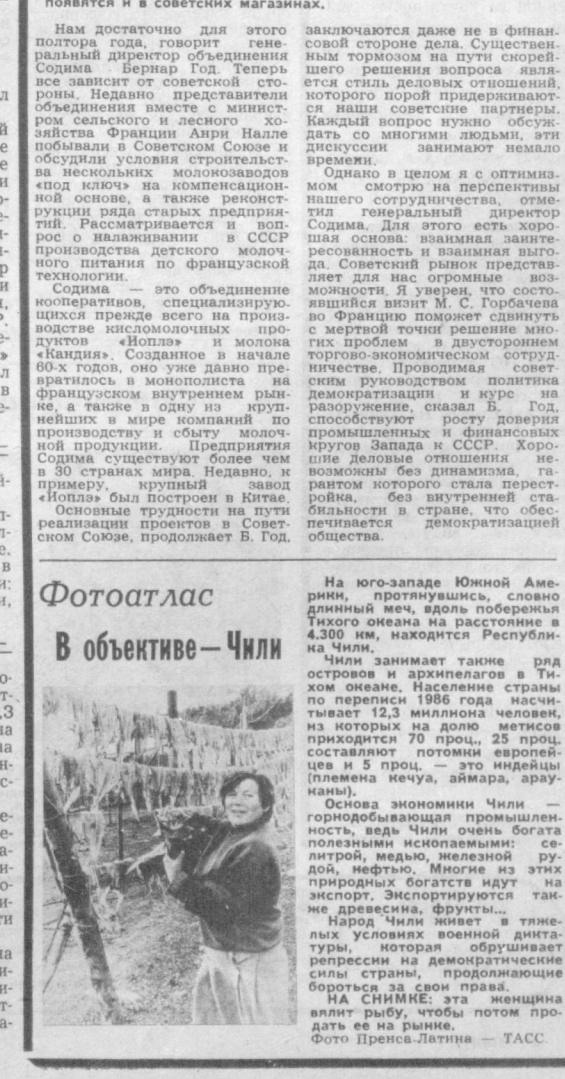 появятся и в советских магазинах.
Нам достаточно для этого
полтора года, говорит гене-
ральный директор объединения
Содима — Бернар Год. Теперь
все зависит от советской сто-
роны. Недавно представители
объединения вместе с минист-
ром сельского и лесного хо-
зяйства Франции Анри Налле
побывали в Советском Союзе и
обсудили условия строительст-
ва нескольких молокозаводов
«под ключ» на компенсацион-
ной основе, а также реконст-
рукции ряда старых предприя-
тий. Рассматривается и воп-
рос о налаживании в СССР
производства детского молоч-
ного питания по французской
технологии.
Содима — это объединение
кооперативов, специализирую-
щихся прежде всего на произ-
водстве кисломолочных про-
дуктов «Иоплэ» и молока
«Кандия». Созданное в начале
60-х годов, оно уже давно пре-
вратилось в монополиста на
французском внутреннем рын-
ке, а также в одну из круп-
нейших в мире компаний по
производству и сбыту молоч-
ной продукции. Предприятия
Содима существуют более чем
в 30 странах мира. Недавно, к
примеру, крупный завод
«Иоплэ» был построен в Китае.
Основные трудности на пути
реализации проектов в Совет-
ском Союзе, продолжает Б. Год,
заключаются даже не в финан-
совой стороне дела. Существен-
ным тормозом на пути скорей-
шего решения вопроса явля-
ется стиль деловых отношений,
которого порой придерживают-
ся наши советские партнеры.
Каждый вопрос нужно обсуж-
дать со многими людьми, эти
дискуссии занимают немало
времени.
Однако в целом я с оптимиз-
мом смотрю на перспективы
нашего сотрудничества, отме-
тил генеральный директор
Содима. Для этого есть хоро-
шая основа: взаимная заинте-
ресованность и взаимная выго-
да. Советский рынок представ-
ляет для нас огромные воз-
можности. Я уверен, что состо-
явшийся визит М. С. Горбачева
во Францию поможет сдвинуть
с мертвой точки решение мно-
гих проблем в двустороннем
торгово-экономическом сотруд-
ничестве. Проводимая совет-
ским руководством политика
демократизации и курс на
разоружение, сказал Б. Год,
способствуют росту доверия
промышленных и финансовых
кругов Запада к СССР. Хоро-
шие деловые отношения не-
возможны без динамизма, га-
рантом которого стала перест-
ройка, без внутренней ста-
бильности в стране, что обес-
печивается демократизацией
общества.
Фотоатлас
В объективе — Чили
На юго-западе Южной Аме-
рики, протянувшись, словно
длинный меч, вдоль побережья
Тихого океана на расстояние в
4.300 км, находится Республи-
ка Чили.
Чили занимает также ряд
островов и архипелагов в Ти-
хом океане. Население страны
по переписи 1986 года насчи-
тывает 12,3 миллиона человек,
из которых на долю метисов
приходится 70 проц., 25 проц.
составляют потомки европей-
цев и 5 проц. — это индейцы
(племена кечуа, аймара, арау-
каны).
Основа экономики Чили —
горнодобывающая промышлен-
ность, ведь Чили очень богата
полезными ископаемыми: се-
литрой, медью, железной ру-
дой, нефтью. Многие из этих
природных богатств идут на
экспорт. Экспортируются так-
же древесина, фрукты...
Народ Чили живет в тяже-
лых условиях военной дикта-
туры, которая обрушивает
репрессии на демократические
силы страны, продолжающие
бороться за свои права.
НА СНИМКЕ: эта женщина
вялит рыбу, чтобы потом про-
дать ее на рынке.
Фото Пренса Латина — ТАСС.